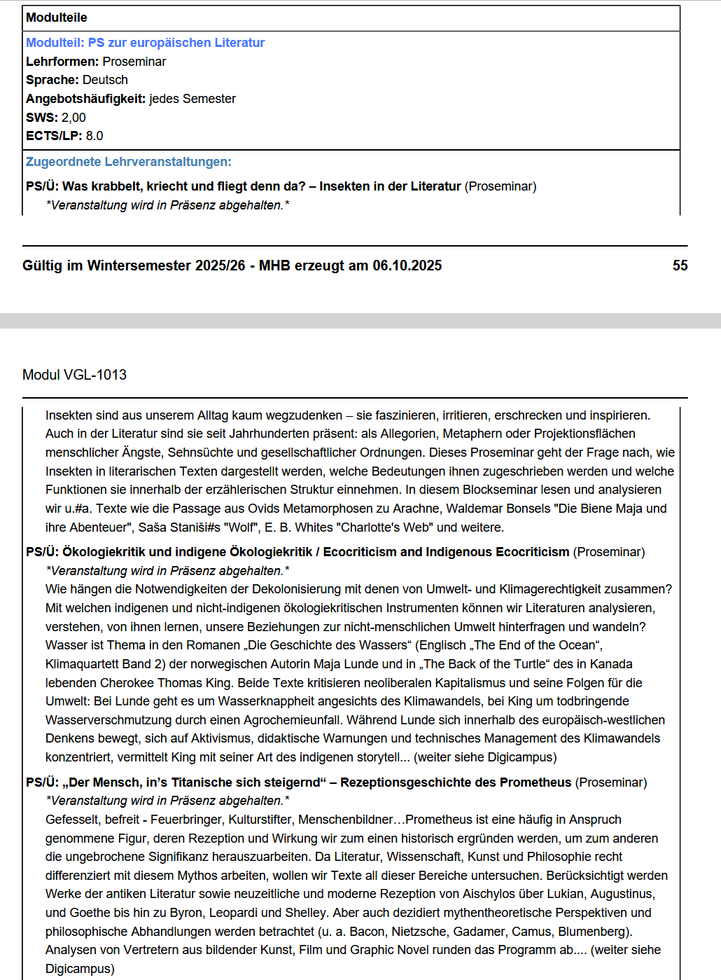 Modulteile
Modulteil: PS zur europäischen Literatur
Lehrformen: Proseminar
Sprache: Deutsch
Angebotshäufigkeit: jedes Semester
SWS: 2,00
ECTS/LP: 8.0
Zugeordnete Lehrveranstaltungen:
PS/Ü: Was krabbelt, kriecht und fliegt denn da? – Insekten in der Literatur (Proseminar)
*Veranstaltung wird in Präsenz abgehalten.*
Gültig im Wintersemester 2025/26 - MHB erzeugt am 06.10.2025 55
Modul VGL-1013
Insekten sind aus unserem Alltag kaum wegzudenken – sie faszinieren, irritieren, erschrecken und inspirieren.
Auch in der Literatur sind sie seit Jahrhunderten präsent: als Allegorien, Metaphern oder Projektionsflächen
menschlicher Ängste, Sehnsüchte und gesellschaftlicher Ordnungen. Dieses Proseminar geht der Frage nach, wie
Insekten in literarischen Texten dargestellt werden, welche Bedeutungen ihnen zugeschrieben werden und welche
Funktionen sie innerhalb der erzählerischen Struktur einnehmen. In diesem Blockseminar lesen und analysieren
wir u.#a. Texte wie die Passage aus Ovids Metamorphosen zu Arachne, Waldemar Bonsels "Die Biene Maja und
ihre Abenteuer", Saša Staniši#s "Wolf", E. B. Whites "Charlotte's Web" und weitere.
PS/Ü: Ökologiekritik und indigene Ökologiekritik / Ecocriticism and Indigenous Ecocriticism (Proseminar)
*Veranstaltung wird in Präsenz abgehalten.*
Wie hängen die Notwendigkeiten der Dekolonisierung mit denen von Umwelt- und Klimagerechtigkeit zusammen?
Mit welchen indigenen und nicht-indigenen ökologiekritischen Instrumenten können wir Literaturen analysieren,
verstehen, von ihnen lernen, unsere Beziehungen zur nicht-menschlichen Umwelt hinterfragen und wandeln?
Wasser ist Thema in den Romanen „Die Geschichte des Wassers“ (Englisch „The End of the Ocean“,
Klimaquartett Band 2) der norwegischen Autorin Maja Lunde und in „The Back of the Turtle“ des in Kanada
lebenden Cherokee Thomas King. Beide Texte kritisieren neoliberalen Kapitalismus und seine Folgen für die
Umwelt: Bei Lunde geht es um Wasserknappheit angesichts des Klimawandels, bei King um todbringende
Wasserverschmutzung durch einen Agrochemieunfall. Während Lunde sich innerhalb des europäisch-westlichen
Denkens bewegt, sich auf Aktivismus, didaktische Warnungen und technisches Management des Klimawandels
konzentriert, vermittelt King mit seiner Art des indigenen storytell... (weiter siehe Digicampus)
PS/Ü: „Der Mensch, in’s Titanische sich steigernd“ – Rezeptionsgeschichte des Prometheus (Proseminar)
*Veranstaltung wird in Präsenz abgehalten.*
Gefesselt, befreit - Feuerbringer, Kulturstifter, Menschenbildner…Prometheus ist eine häufig in Anspruch
genommene Figur, deren Rezeption und Wirkung wir zum einen historisch ergründen werden, um zum anderen
die ungebrochene Signifikanz herauszuarbeiten. Da Literatur, Wissenschaft, Kunst und Philosophie recht
differenziert mit diesem Mythos arbeiten, wollen wir Texte all dieser Bereiche untersuchen. Berücksichtigt werden
Werke der antiken Literatur sowie neuzeitliche und moderne Rezeption von Aischylos über Lukian, Augustinus,
und Goethe bis hin zu Byron, Leopardi und Shelley. Aber auch dezidiert mythentheoretische Perspektiven und
philosophische Abhandlungen werden betrachtet (u. a. Bacon, Nietzsche, Gadamer, Camus, Blumenberg).
Analysen von Vertretern aus bildender Kunst, Film und Graphic Novel runden das Programm ab.... (weiter siehe
Digicampus)